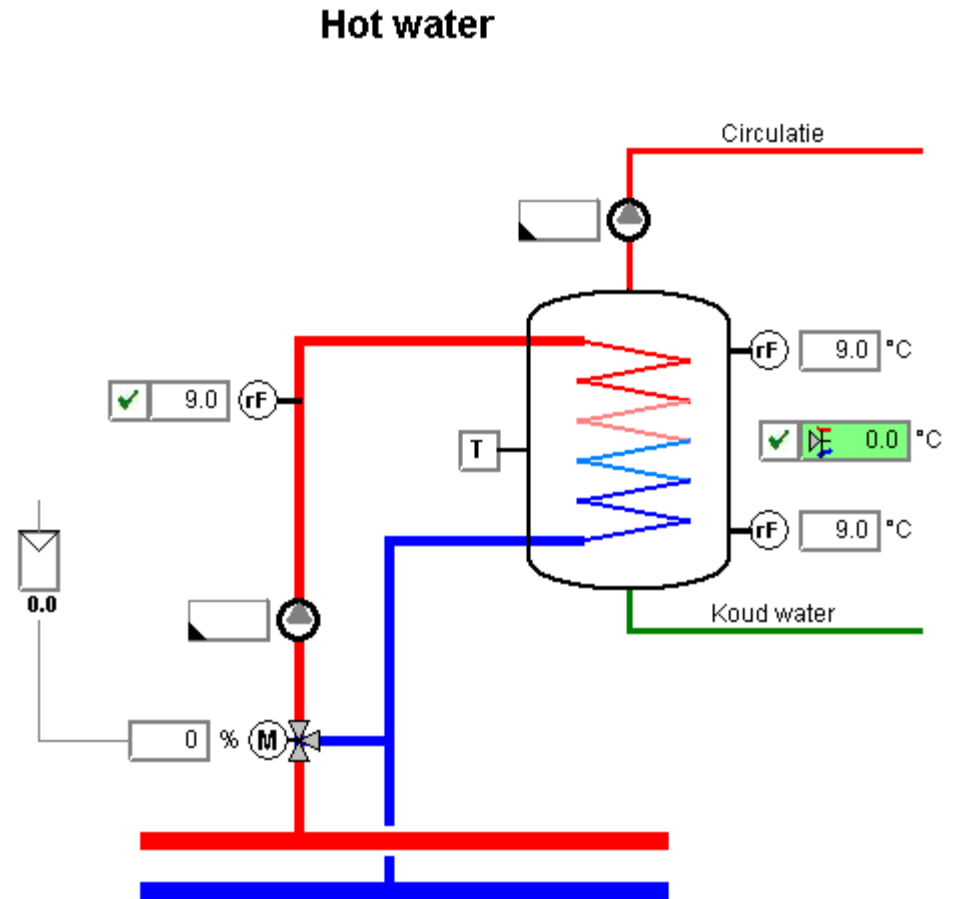 Hot water
Circulatie
rF 9.0 °C
9.0 rF
T
0.0 °C
rF 9.0 °C
0.0
Koud water
0 % M